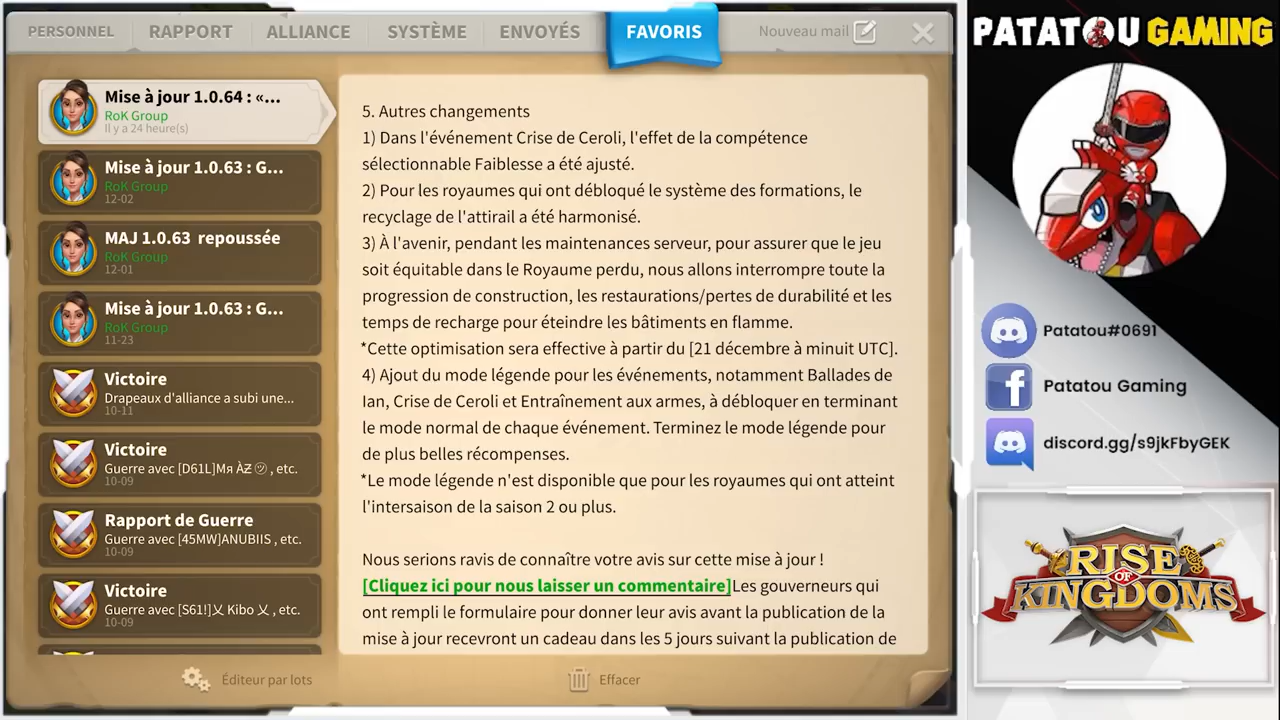 PERSONNEL
RAPPORT
ALLIANCE
SYSTÈME
ENVOYÉS
FAVORIS
Nouveau mail
Mise à jour 1.0.64 : «...
RoK Group
Il y a 24 heure(s)
Mise à jour 1.0.63 : G...
RoK Group
12-02
MAJ 1.0.63 repoussée
RoK Group
12-01
Mise à jour 1.0.63 : G...
RoK Group
11-23
Victoire
Drapeaux d'alliance a subi une...
10-11
Victoire
Guerre avec [D61L]Mя ÀƵ ㋡, etc.
10-09
Rapport de Guerre
Guerre avec [45MW]ANUBIIS , etc.
10-09
Victoire
Guerre avec [S61!]乂 Kibo 乂 , etc.
10-09
5. Autres changements
1) Dans l'événement Crise de Ceroli, l'effet de la compétence
sélectionnable Faiblesse a été ajusté.
2) Pour les royaumes qui ont débloqué le système des formations, le
recyclage de l'attirail a été harmonisé.
3) À l'avenir, pendant les maintenances serveur, pour assurer que le jeu
soit équitable dans le Royaume perdu, nous allons interrompre toute la
progression de construction, les restaurations/pertes de durabilité et les
temps de recharge pour éteindre les bâtiments en flamme.
*Cette optimisation sera effective à partir du [21 décembre à minuit UTC].
4) Ajout du mode légende pour les événements, notamment Ballades de
Ian, Crise de Ceroli et Entraînement aux armes, à débloquer en terminant
le mode normal de chaque événement. Terminez le mode légende pour
de plus belles récompenses.
*Le mode légende n'est disponible que pour les royaumes qui ont atteint
l'intersaison de la saison 2 ou plus.
Nous serions ravis de connaître votre avis sur cette mise à jour !
[Cliquez ici pour nous laisser un commentaire]Les gouverneurs qui
ont rempli le formulaire pour donner leur avis avant la publication de la
mise à jour recevront un cadeau dans les 5 jours suivant la publication de
Éditeur par lots
Effacer
PATATOU GAMING
Patatou#0691
Patatou Gaming
discord.gg/s9jkFbyGEK
RISE
OF
KINGDOMS